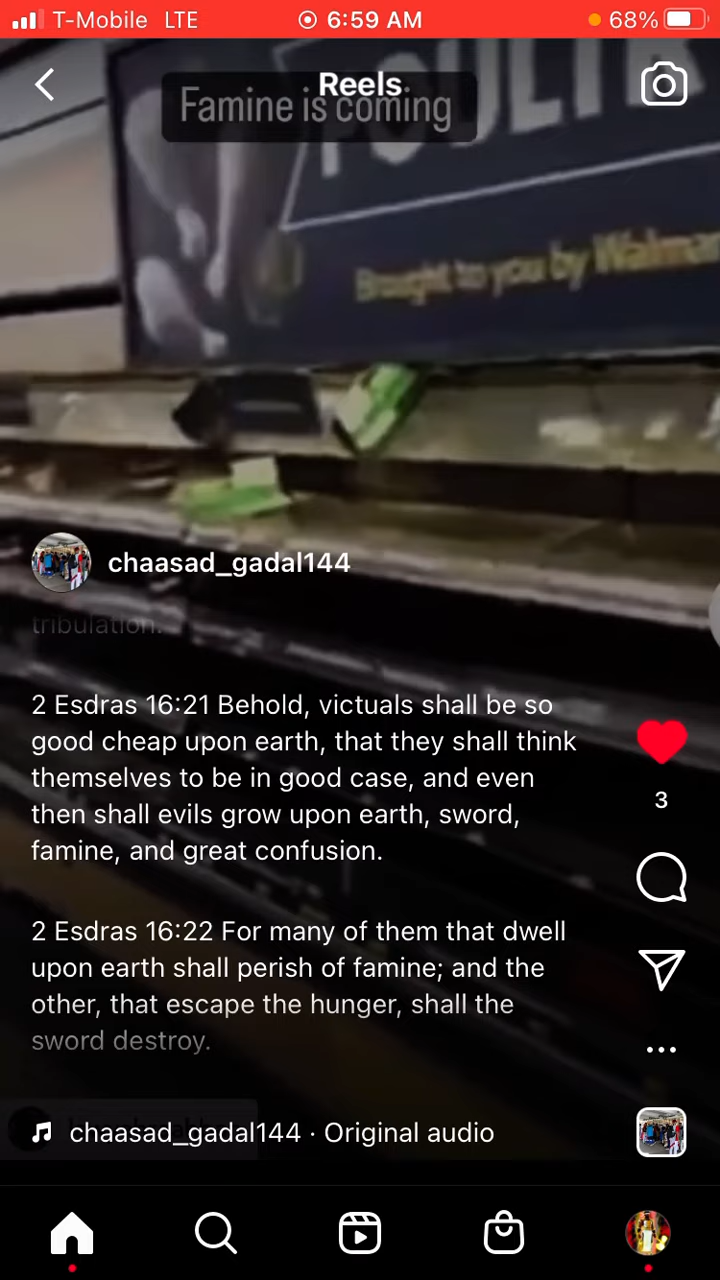 T-Mobile LTE 6:59 AM 68%
Reels
Famine is coming
POULTR
Brought to you by Walmar
chaasad_gadal144
tribulation.
2 Esdras 16:21 Behold, victuals shall be so
good cheap upon earth, that they shall think
themselves to be in good case, and even
then shall evils grow upon earth, sword,
famine, and great confusion.
3
2 Esdras 16:22 For many of them that dwell
upon earth shall perish of famine; and the
other, that escape the hunger, shall the
sword destroy.
chaasad_gadal144 · Original audio